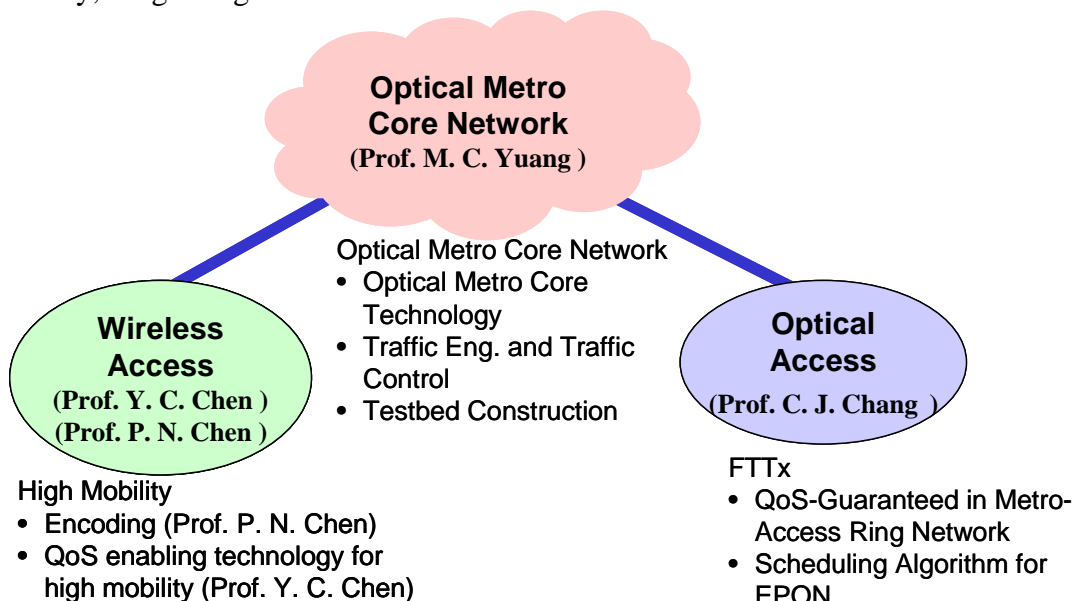 Optical Metro
Core Network
(Prof. M. C. Yuang )
Optical Metro Core Network
• Optical Metro Core
Technology
• Traffic Eng. and Traffic
Control
• Testbed Construction
Wireless
Access
(Prof. Y. C. Chen )
(Prof. P. N. Chen )
High Mobility
• Encoding (Prof. P. N. Chen)
• QoS enabling technology for
high mobility (Prof. Y. C. Chen)
Optical
Access
(Prof. C. J. Chang )
FTTx
• QoS-Guaranteed in Metro-
Access Ring Network
• Scheduling Algorithm for
EPON